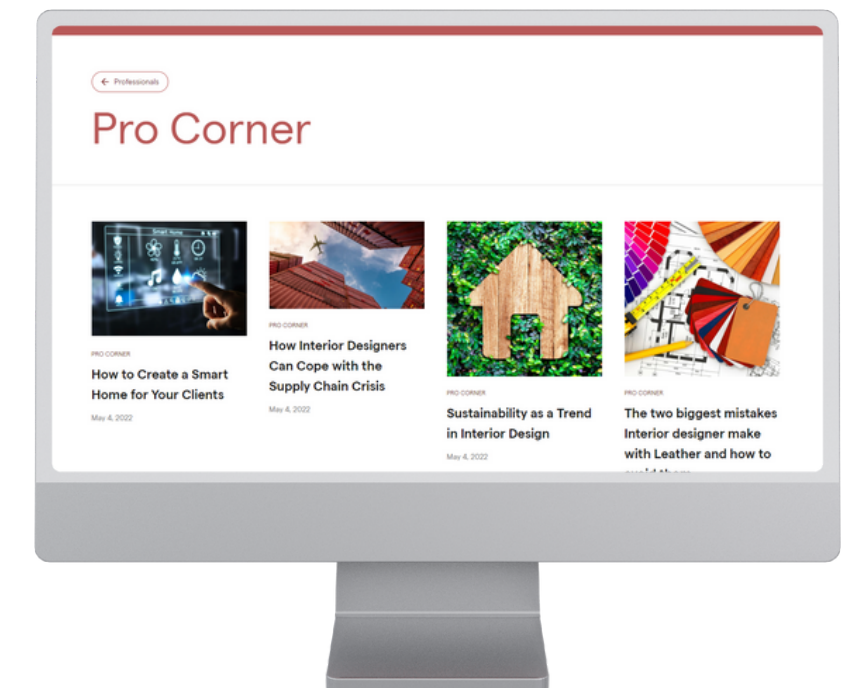 Professionals
Pro Corner
Smart Home
PRO CORNER
How to Create a Smart
Home for Your Clients
May 4, 2022
PRO CORNER
How Interior Designers
Can Cope with the
Supply Chain Crisis
May 4, 2022
PRO CORNER
Sustainability as a Trend
in Interior Design
May 4, 2022
PRO CORNER
The two biggest mistakes
Interior designer make
with Leather and how to